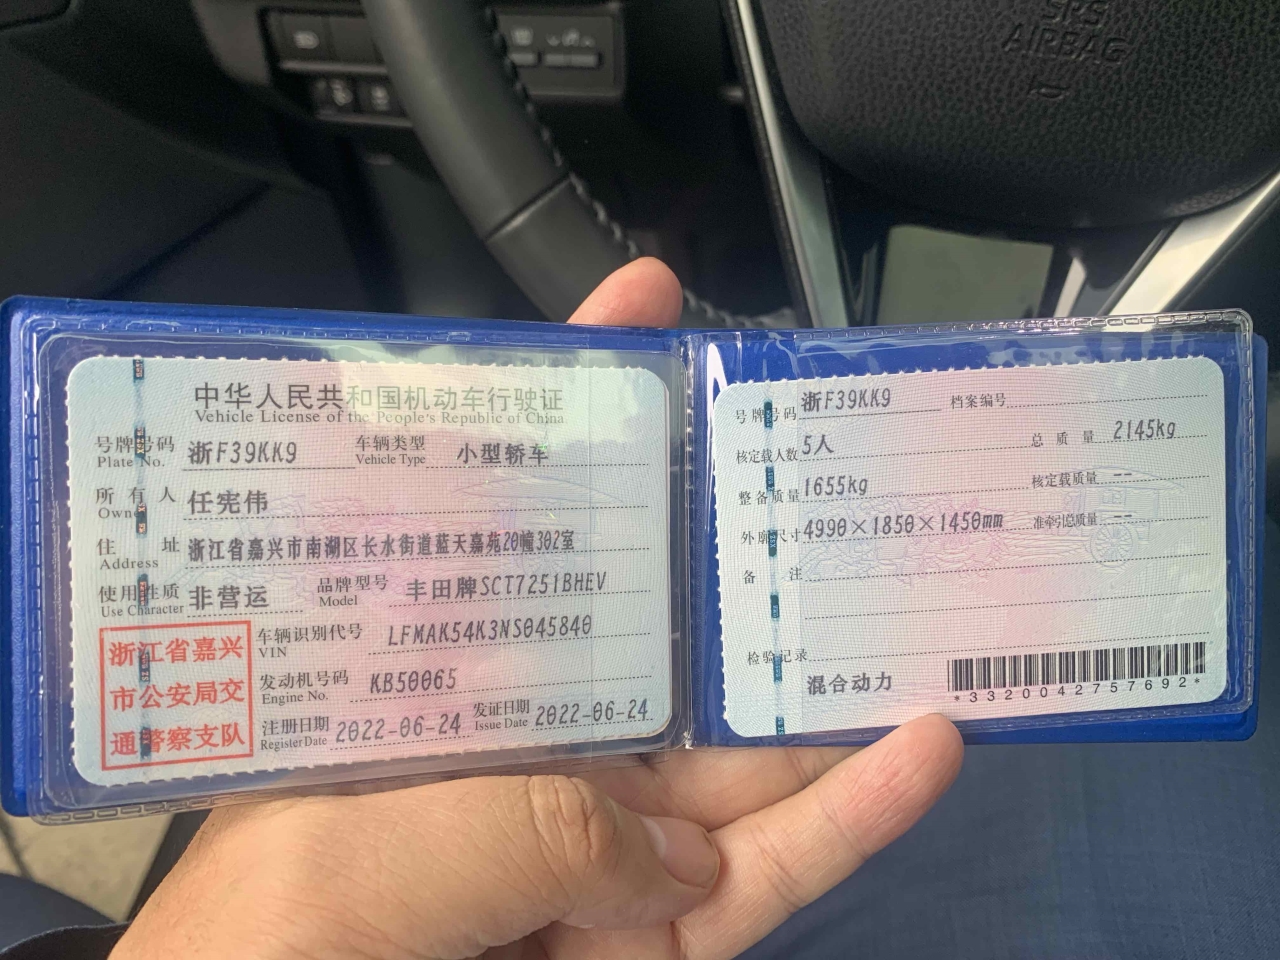 SRS
AIRBAG
中华人民共和国机动车行驶证
Vehicle License of the People's Republic of China
号牌号码 浙F39KK9 车辆类型 小型轿车
Plate No. Vehicle Type
所有人 任宪伟
Owner
住址 浙江省嘉兴市南湖区长水街道蓝天嘉苑20幢302室
Address
使用性质 非营运 品牌型号 丰田牌SCT7251BHEV
Use Character Model
浙江省嘉兴
市公安局交
通警察支队
车辆识别代号 LFMAK54K3NS045840
VIN
发动机号码 KB50065
Engine No.
注册日期 2022-06-24 发证日期 2022-06-24
Register Date Issue Date
号牌号码 浙F39KK9 档案编号
核定载人数 5人 总质量 2145kg
整备质量 1655kg 核定载质量 --
外廓尺寸 4990×1850×1450mm 准牵引总质量 --
备注
检验记录
混合动力
*3320042757692*